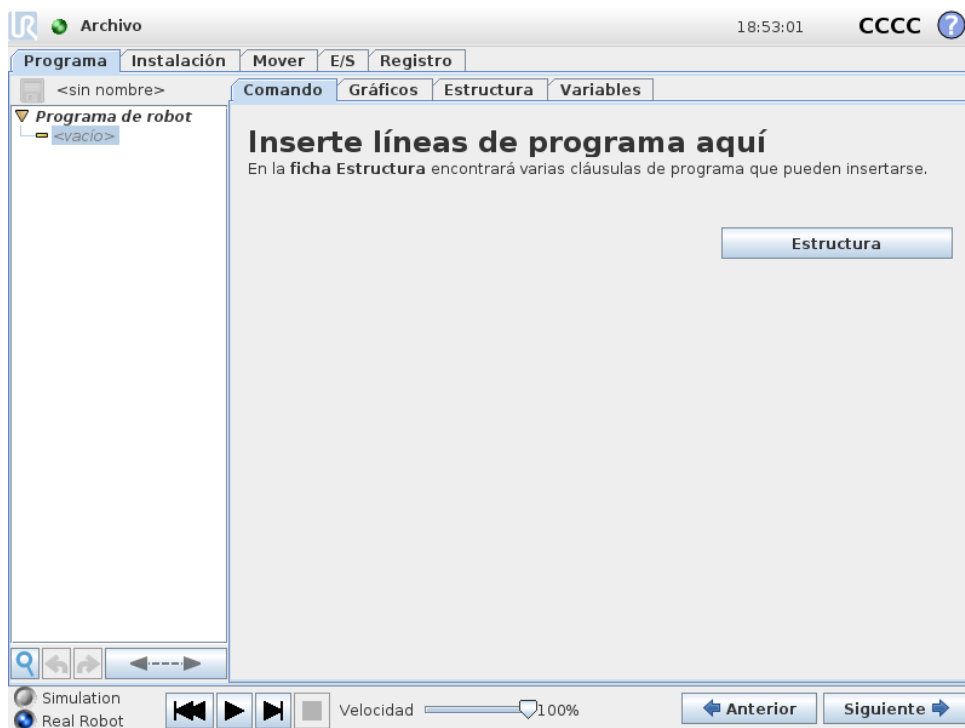 UR Archivo 18:53:01 CCCC ?
Programa Instalación Mover E/S Registro
<sin nombre> Comando Gráficos Estructura Variables
Programa de robot
<vacío>
Inserte líneas de programa aquí
En la ficha Estructura encontrará varias cláusulas de programa que pueden insertarse.
Estructura
Simulation
Real Robot
Velocidad 100%
Anterior Siguiente